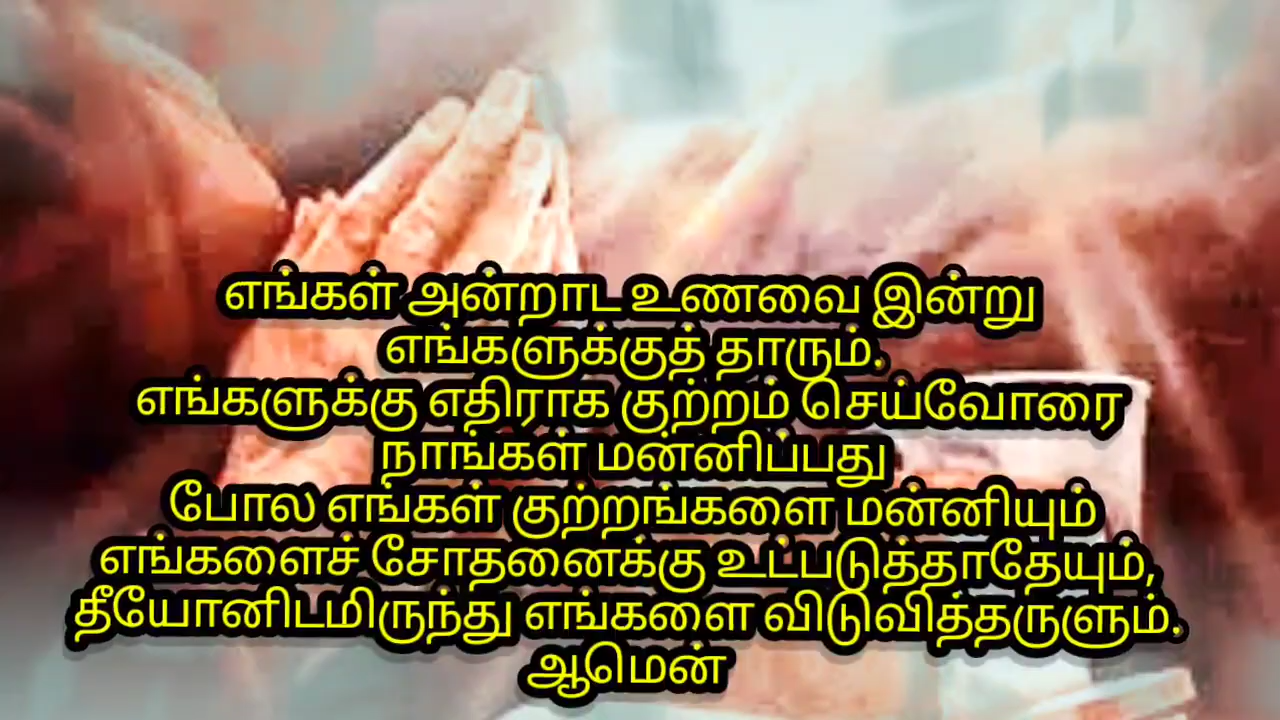 எங்கள் அன்றாட உணவை இன்று
எங்களுக்குத் தாரும்.
எங்களுக்கு எதிராக குற்றம் செய்வோரை
நாங்கள் மன்னிப்பது
போல எங்கள் குற்றங்களை மன்னியும்
எங்களைச் சோதனைக்கு உட்படுத்தாதேயும்,
தீயோனிடமிருந்து எங்களை விடுவித்தருளும்.
ஆமென்